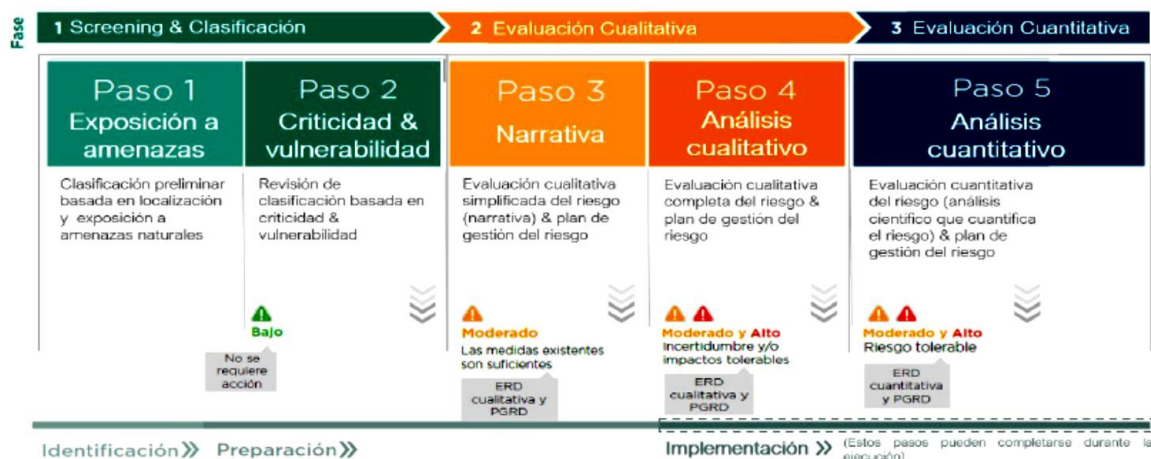 Fase
1 Screening & Clasificación
2 Evaluación Cualitativa
3 Evaluación Cuantitativa
Paso 1
Exposición a
amenazas
Clasificación preliminar
basada en localización
y exposición a
amenazas naturales
Paso 2
Criticidad &
vulnerabilidad
Revisión de
clasificación basada en
criticidad &
vulnerabilidad
Bajo
No se
requiere
acción
Paso 3
Narrativa
Evaluación cualitativa
simplificada del riesgo
(narrativa) & plan de
gestión del riesgo
Moderado
Las medidas existentes
son suficientes
ERD
cualitativa y
PGRD
Paso 4
Análisis
cualitativo
Evaluación cualitativa
completa del riesgo &
plan de gestión del
riesgo
Moderado y Alto
Incertidumbre y/o
impactos tolerables
ERD
cualitativa y
PGRD
Paso 5
Análisis
cuantitativo
Evaluación cuantitativa
del riesgo (análisis
científico que cuantifica
el riesgo) & plan de
gestión del riesgo
Moderado y Alto
Riesgo tolerable
ERD
cuantitativa
y PGRD
Identificación
Preparación
Implementación
(Estos pasos pueden completarse durante la
ejecución)